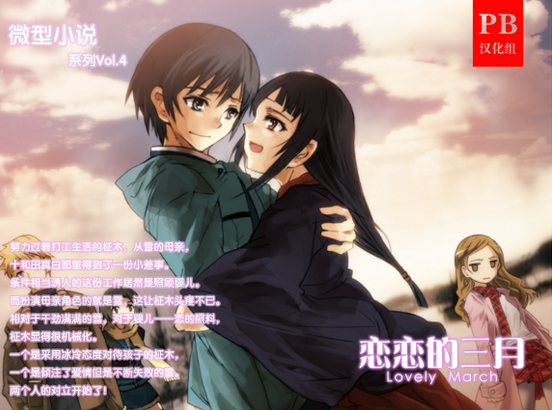 微型小说
系列Vol.4
PB
汉化组
努力过着打工生活的柾木，从雪的母亲，
十和田真白那里得到了一份小差事。
条件相当诱人的这份工作居然是照顾婴儿。
而扮演母亲角色的就是雪，这让柾木头疼不已。
相对于干劲满满的雪，对于婴儿——恋的照料，
柾木显得很机械化。
一个是采用冰冷态度对待孩子的柾木，
一个是倾注了爱情但是不断失败的雪。
两个人的对立开始了！
恋恋的三月
Lovely March